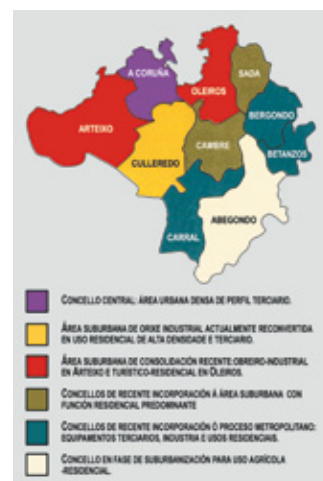 A CORUÑA
OLEIROS
SADA
ARTEIXO
BERGONDO
CULLEREDO
CAMBRE
BETANZOS
CARRAL
ABEGONDO
CONCELLO CENTRAL: ÁREA URBANA DENSA DE PERFIL TERCIARIO.
ÁREA SUBURBANA DE ORIXE INDUSTRIAL ACTUALMENTE RECONVERTIDA
EN USO RESIDENCIAL DE ALTA DENSIDADE E TERCIARIO.
ÁREA SUBURBANA DE CONSOLIDACIÓN RECENTE:OBREIRO-INDUSTRIAL
EN ARTEIXO E TURÍSTICO-RESIDENCIAL EN OLEIROS.
CONCELLOS DE RECENTE INCORPORACIÓN Á ÁREA SUBURBANA CON
FUNCIÓN RESIDENCIAL PREDOMINANTE
CONCELLOS DE RECENTE INCORPORACIÓN Ó PROCESO METROPOLITANO:
EQUIPAMENTOS TERCIARIOS, INDUSTRIA E USOS RESIDENCIAIS.
CONCELLO EN FASE DE SUBURBANIZACIÓN PARA USO AGRÍCOLA
-RESIDENCIAL.